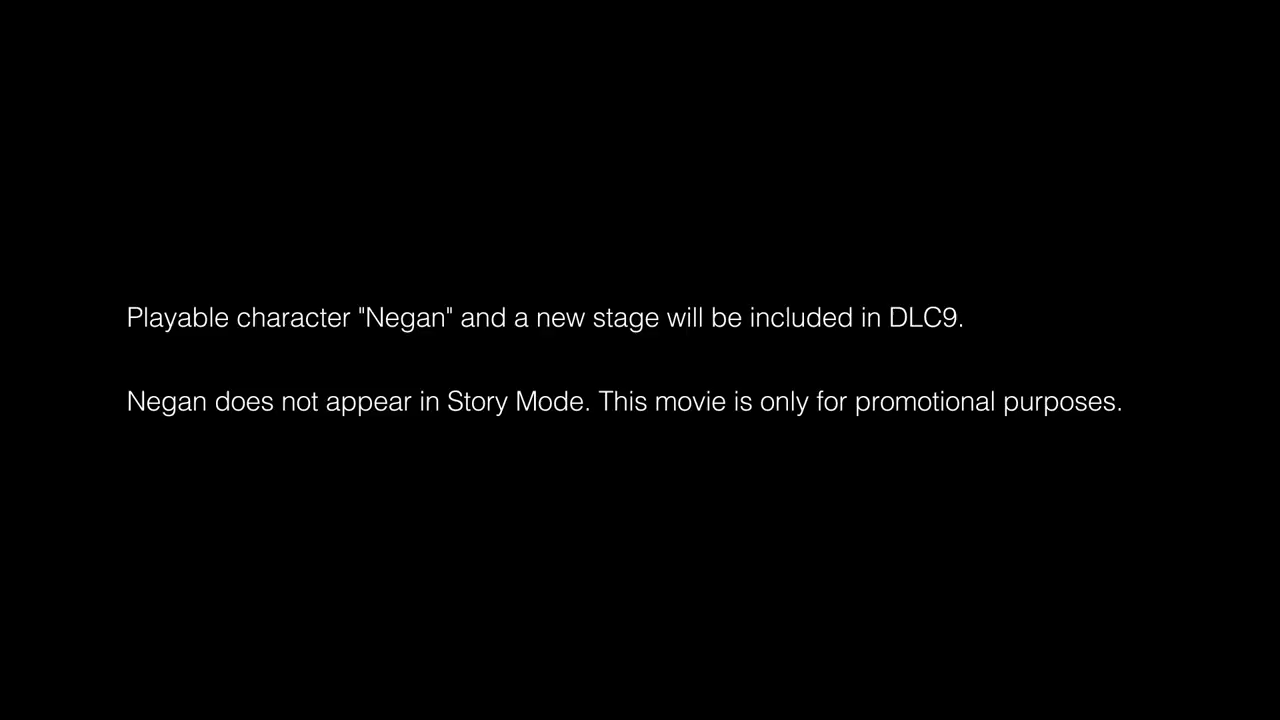 Playable character "Negan" and a new stage will be included in DLC9.
Negan does not appear in Story Mode. This movie is only for promotional purposes.